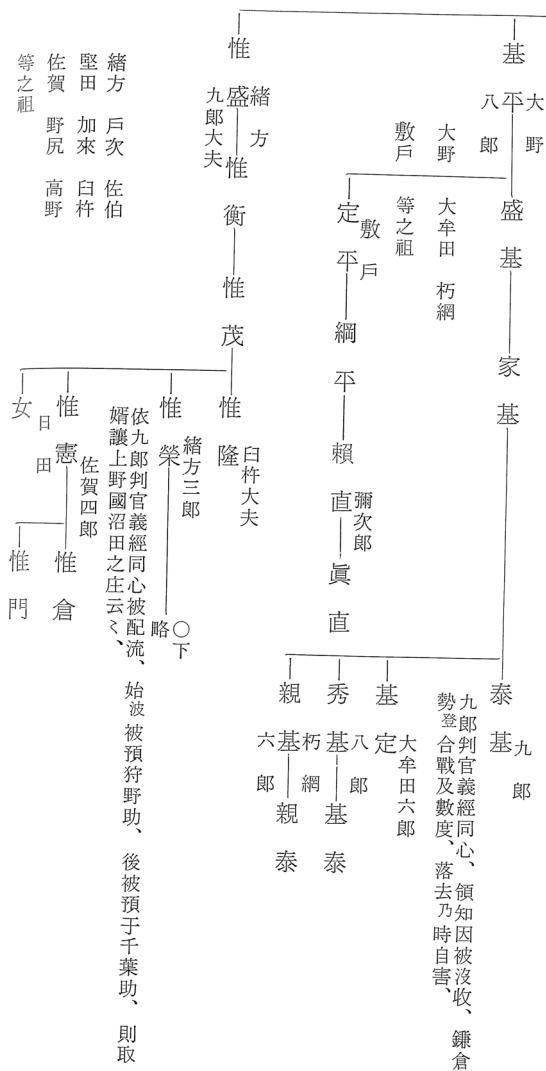 基平
大野
八郎
大野 大牟田 朽網
敷戶 等之祖
盛基
家基
泰基
九郎
九郎判官義經同心、領知因被沒收、鎌倉
勢登合戰及數度、落去乃時自害、
基定
大牟田六郎
秀基
八郎
朽網
基泰
親基
六郎
親泰
定平
敷戶
綱平
賴直
彌次郎
眞直
惟盛
緒方
九郎大夫
緒方 戶次 佐伯
堅田 加來 臼杵
佐賀 野尻 高野
等之祖
惟衡
惟茂
惟隆
臼杵大夫
惟榮
緒方三郎
〇下
略
依九郎判官義經同心被配流、始波被預狩野助、後被預于千葉助、則取
婿讓上野國沼田之庄云〻、
惟憲
佐賀四郎
惟倉
惟門
女
日田